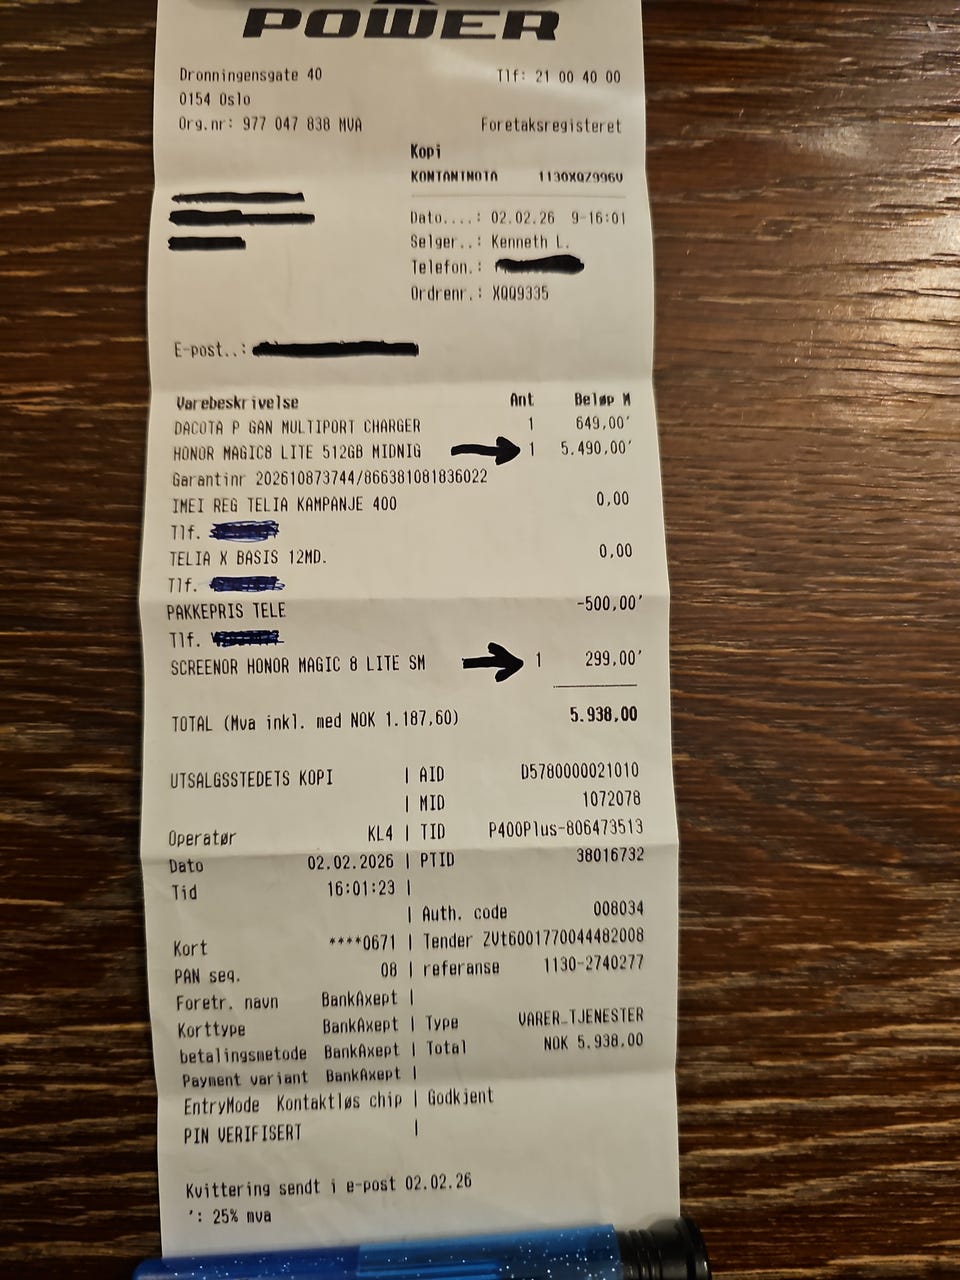 POWER
Dronningensgate 40 Tlf: 21 00 40 00
0154 Oslo
Org.nr: 977 047 838 MVA Foretaksregisteret
Kopi
KONTANTNOTA 1130XQZ996V
Dato....: 02.02.26 9-16:01
Selger..: Kenneth L.
Telefon.:
Ordrenr.: XQQ9335
E-post..:
Varebeskrivelse Ant Beløp M
DACOTA P GAN MULTIPORT CHARGER 1 649,00'
HONOR MAGIC8 LITE 512GB MIDNIG 1 5.490,00'
Garantinr 202610873744/866381081836022
IMEI REG TELIA KAMPANJE 400 0,00
Tlf.
TELIA X BASIS 12MD. 0,00
Tlf.
PAKKEPRIS TELE -500,00'
Tlf.
SCREENOR HONOR MAGIC 8 LITE SM 1 299,00'
TOTAL (Mva inkl. med NOK 1.187,60) 5.938,00
UTSALGSSTEDETS KOPI | AID D5780000021010
| MID 1072078
Operatør KL4 | TID P400Plus-806473513
Dato 02.02.2026 | PTID 38016732
Tid 16:01:23 |
| Auth. code 008034
Kort ****0671 | Tender ZVt6001770044482008
PAN seq. 08 | referanse 1130-2740277
Foretr. navn BankAxept |
Korttype BankAxept | Type VARER_TJENESTER
betalingsmetode BankAxept | Total NOK 5.938,00
Payment variant BankAxept |
EntryMode Kontaktløs chip | Godkjent
PIN VERIFISERT |
Kvittering sendt i e-post 02.02.26
': 25% mva